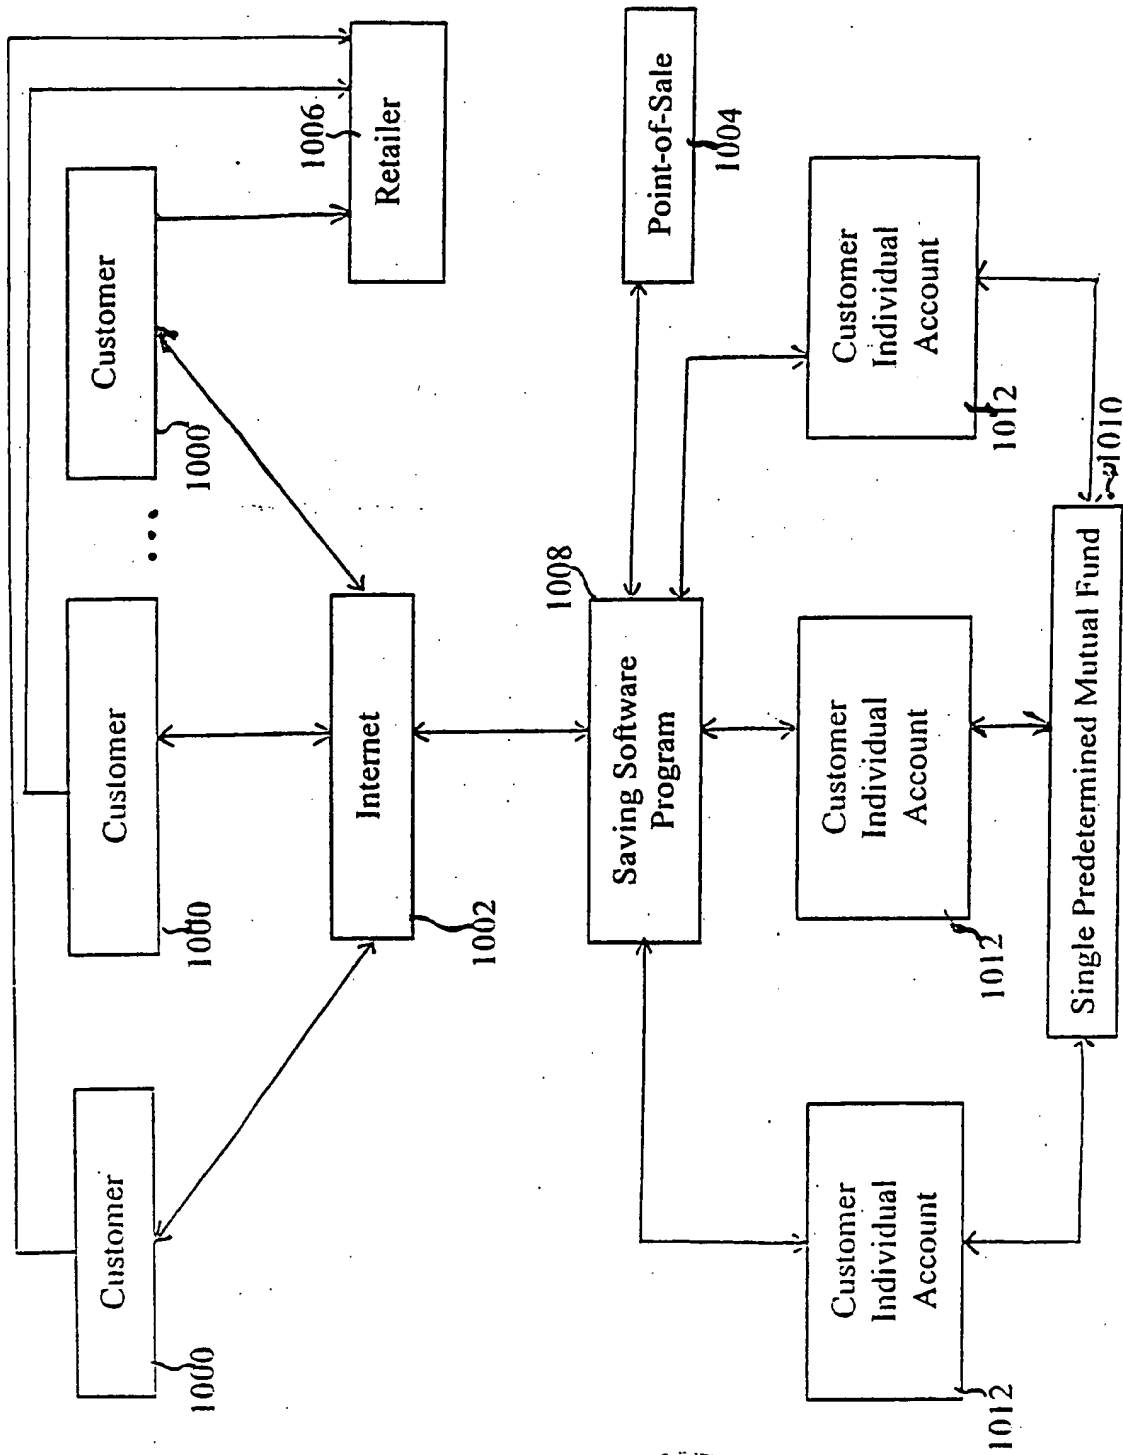 Customer
1000
Customer
1000
Customer
1000
Retailer
1006
Internet
1002
Saving Software
Program
1008
Point-of-Sale
1004
Customer
Individual
Account
1012
Customer
Individual
Account
1012
Customer
Individual
Account
1012
Single Predetermined Mutual Fund
1010